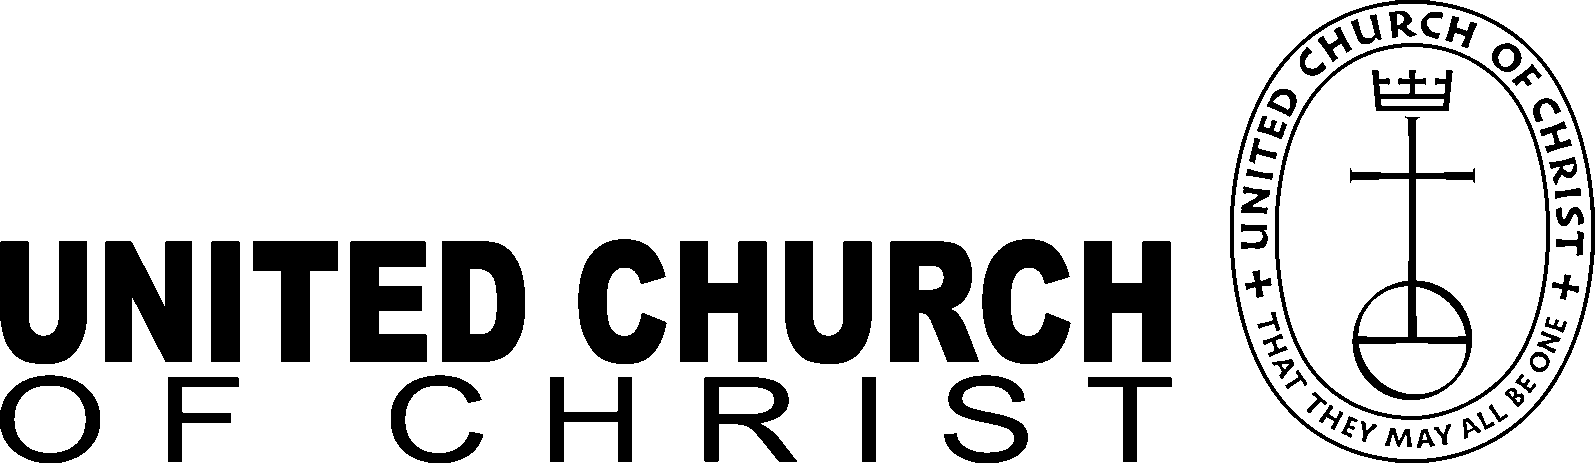 UNITED CHURCH
OF CHRIST
UNITED CHURCH OF CHRIST
THAT THEY MAY ALL BE ONE